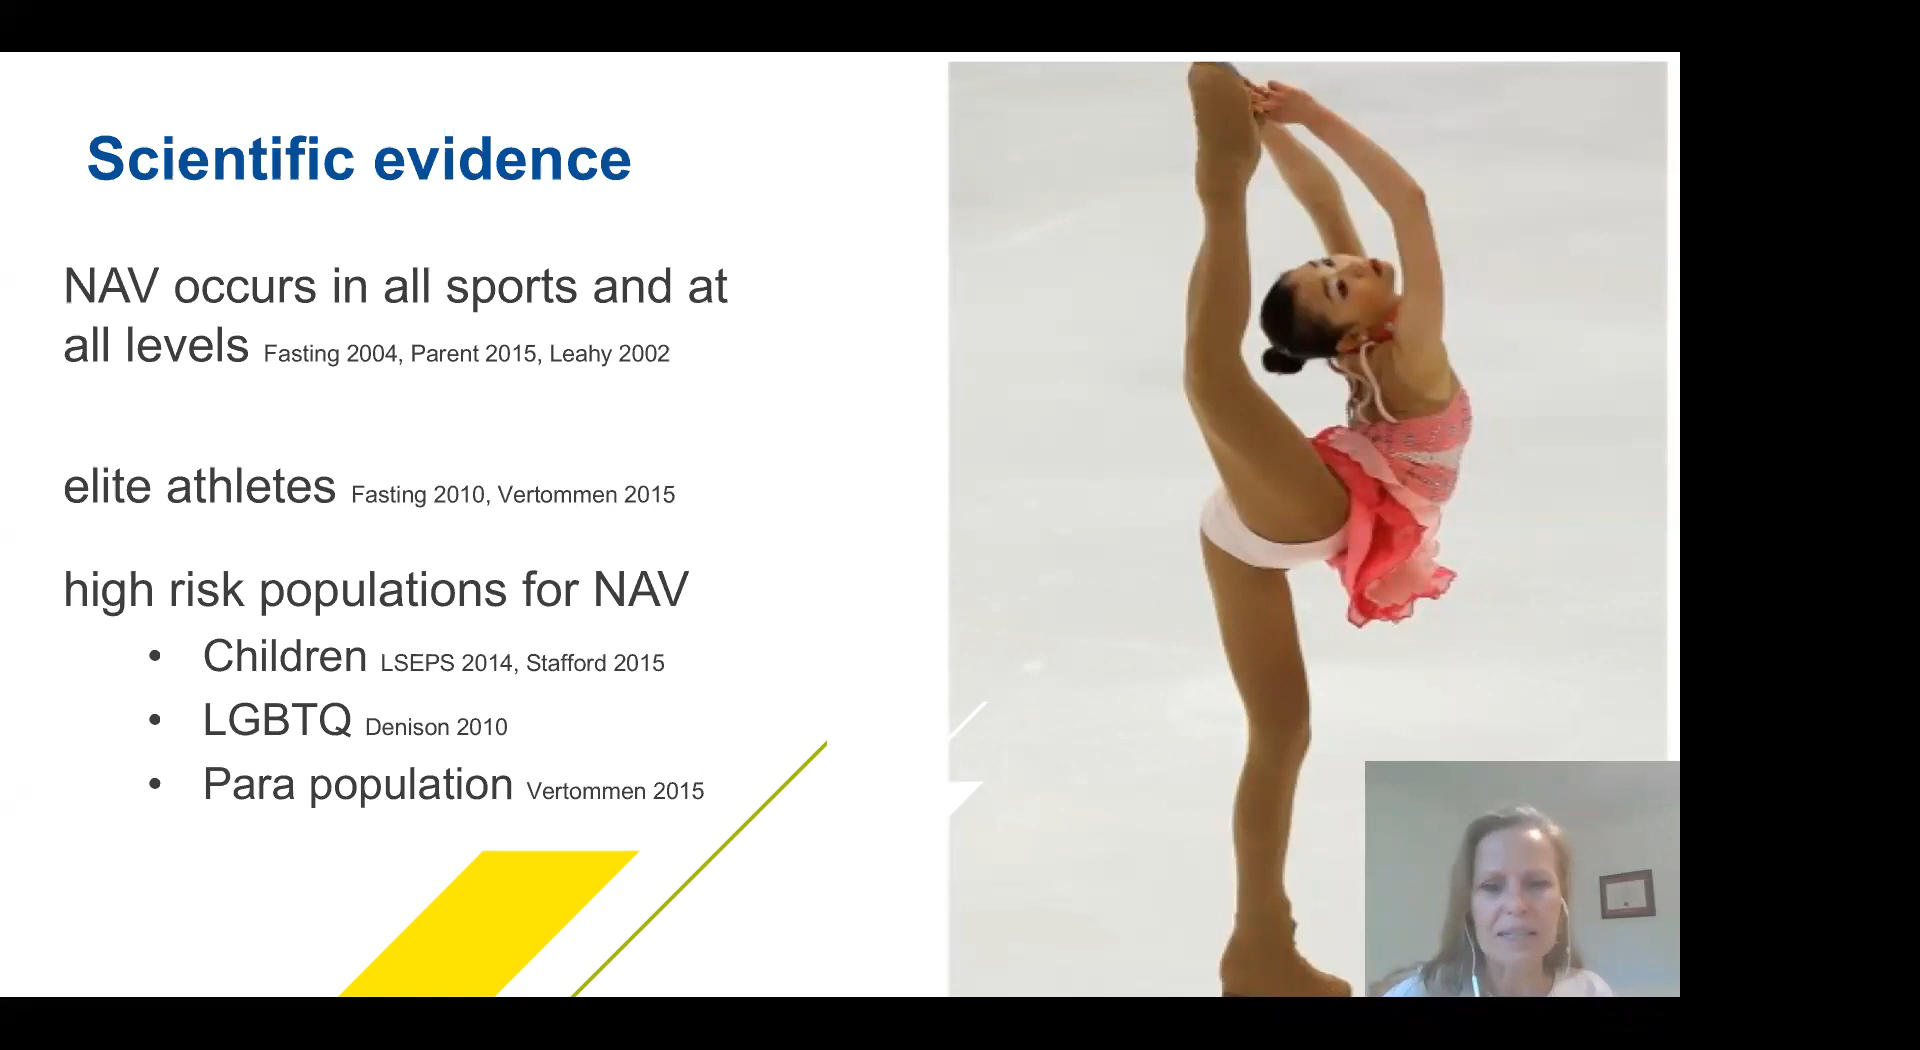 Scientific evidence
NAV occurs in all sports and at
all levels Fasting 2004, Parent 2015, Leahy 2002
elite athletes Fasting 2010, Vertommen 2015
high risk populations for NAV
• Children LSEPS 2014, Stafford 2015
• LGBTQ Denison 2010
• Para population Vertommen 2015